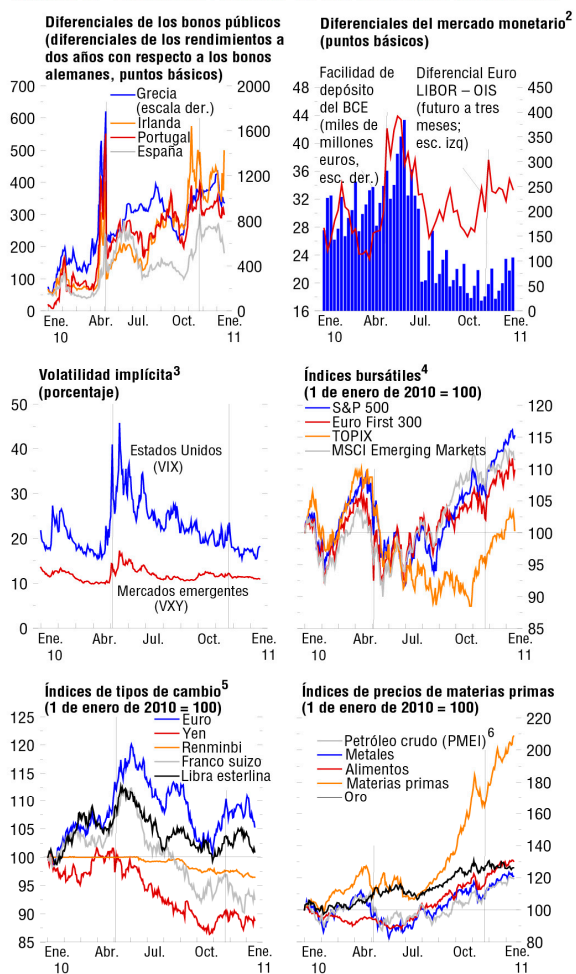 Diferenciales de los bonos públicos
(diferenciales de los rendimientos a
dos años con respecto a los bonos
alemanes, puntos básicos)
700
600
500
400
300
200
100
0
2000
1600
1200
800
400
0
Grecia
(escala der.)
Irlanda
Portugal
España
Ene.
10
Abr.
Jul.
Oct.
Ene.
11
Diferenciales del mercado monetario2
(puntos básicos)
Facilidad de
depósito
del BCE
(miles de
millones
euros,
esc. der.)
Diferencial Euro
LIBOR – OIS
(futuro a tres
meses;
esc. izq)
48
44
40
36
32
28
24
20
16
450
400
350
300
250
200
150
100
50
0
Ene.
10
Abr.
Jul.
Oct.
Ene.
11
Volatilidad implícita3
(porcentaje)
50
40
30
20
10
0
Estados Unidos
(VIX)
Mercados emergentes
(VXY)
Ene.
10
Abr.
Jul.
Oct.
Ene.
11
Índices bursátiles4
(1 de enero de 2010 = 100)
S&P 500
Euro First 300
TOPIX
MSCI Emerging Markets
120
115
110
105
100
95
90
85
Ene.
10
Abr.
Jul.
Oct.
Ene.
11
Índices de tipos de cambio5
(1 de enero de 2010 = 100)
125
120
115
110
105
100
95
90
85
Euro
Yen
Renminbi
Franco suizo
Libra esterlina
Ene.
10
Abr.
Jul.
Oct.
Ene.
11
Índices de precios de materias primas
(1 de enero de 2010 = 100)
Petróleo crudo (PMEI)6
Metales
Alimentos
Materias primas
Oro
220
200
180
160
140
120
100
80
Ene.
10
Abr.
Jul.
Oct.
Ene.
11